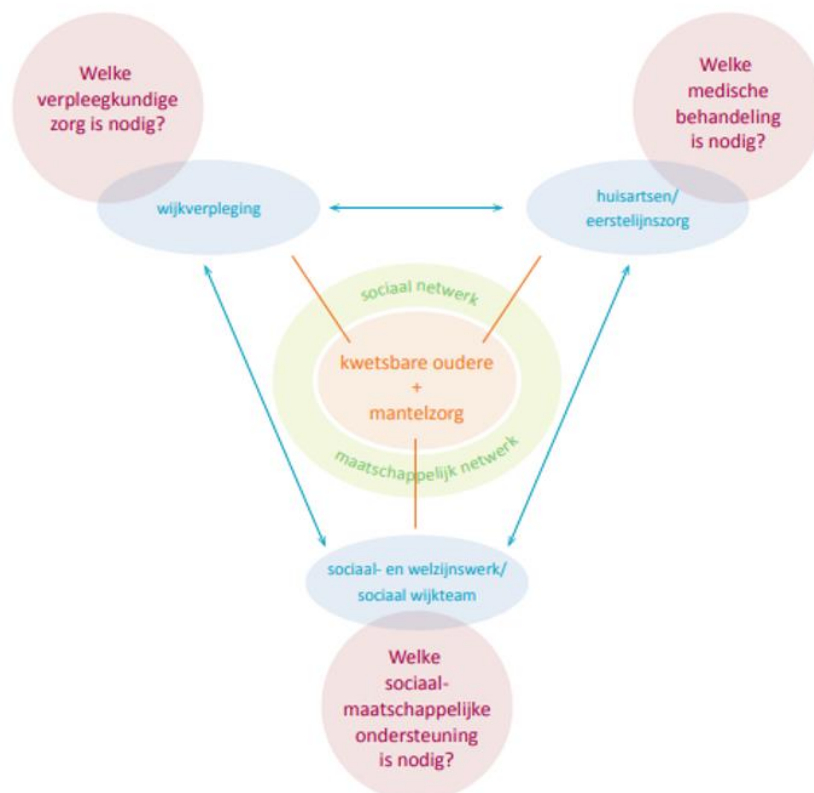 Welke
verpleegkundige
zorg is nodig?
Welke
medische
behandeling
is nodig?
wijkverpleging
huisartsen/
eerstelijnszorg
sociaal netwerk
kwetsbare oudere
+
mantelzorg
maatschappelijk netwerk
sociaal- en welzijnswerk/
sociaal wijkteam
Welke
sociaal-
maatschappelijke
ondersteuning
is nodig?